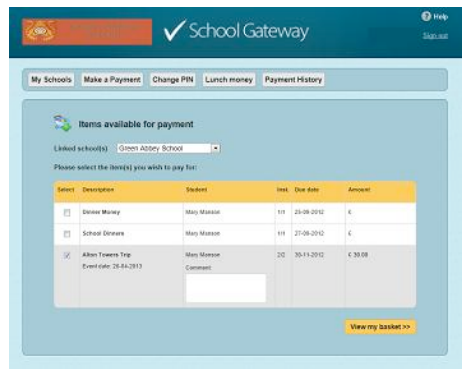 School Gateway
Help
Sign out
My Schools Make a Payment Change PIN Lunch money Payment History
Items available for payment
Linked school(s) Green Abbey School
Please select the item(s) you wish to pay for:
Select Description Student Inst. Due date Amount
Dinner Money Mary Manson 1/1 £
School Dinners Mary Manson 1/1 27-09-2012 £
Alton Towers Trip Mary Manson 2/2 30-11-2012 £ 30.00
Event date: 26-04-2013 Comment
View my basket >>